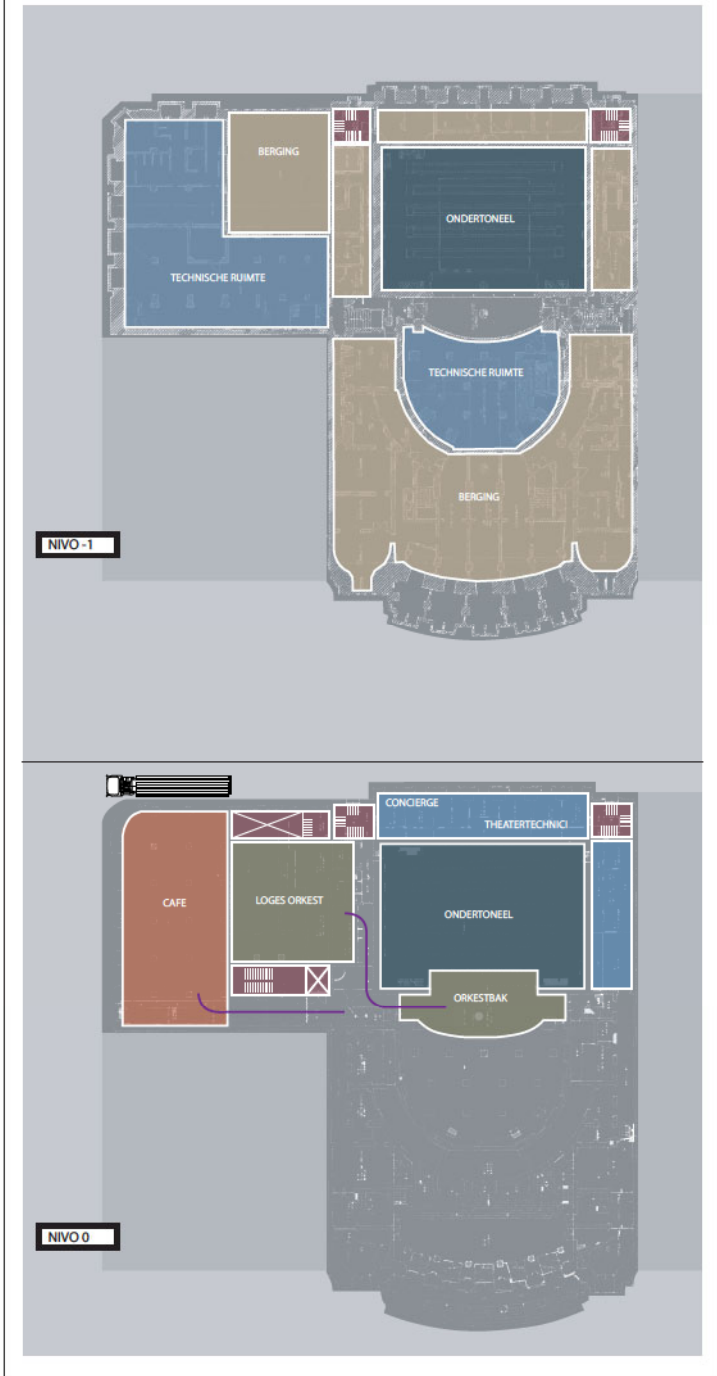 BERGING
ONDERTONEEL
TECHNISCHE RUIMTE
TECHNISCHE RUIMTE
BERGING
NIVO -1
CONCIERGE
THEATERTECHNICI
CAFE
LOGES ORKEST
ONDERTONEEL
ORKESTBAK
NIVO 0